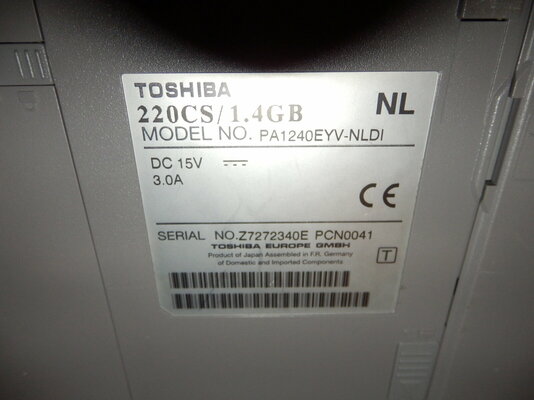 TOSHIBA
220CS/1.4GB NL
MODEL NO. PA1240EYV-NLDI
DC 15V ⎓
3.0A
CE
SERIAL NO.Z7272340E PCN0041
TOSHIBA EUROPE GMBH
Product of Japan Assembled in F.R. Germany
of Domestic and Imported Components
T